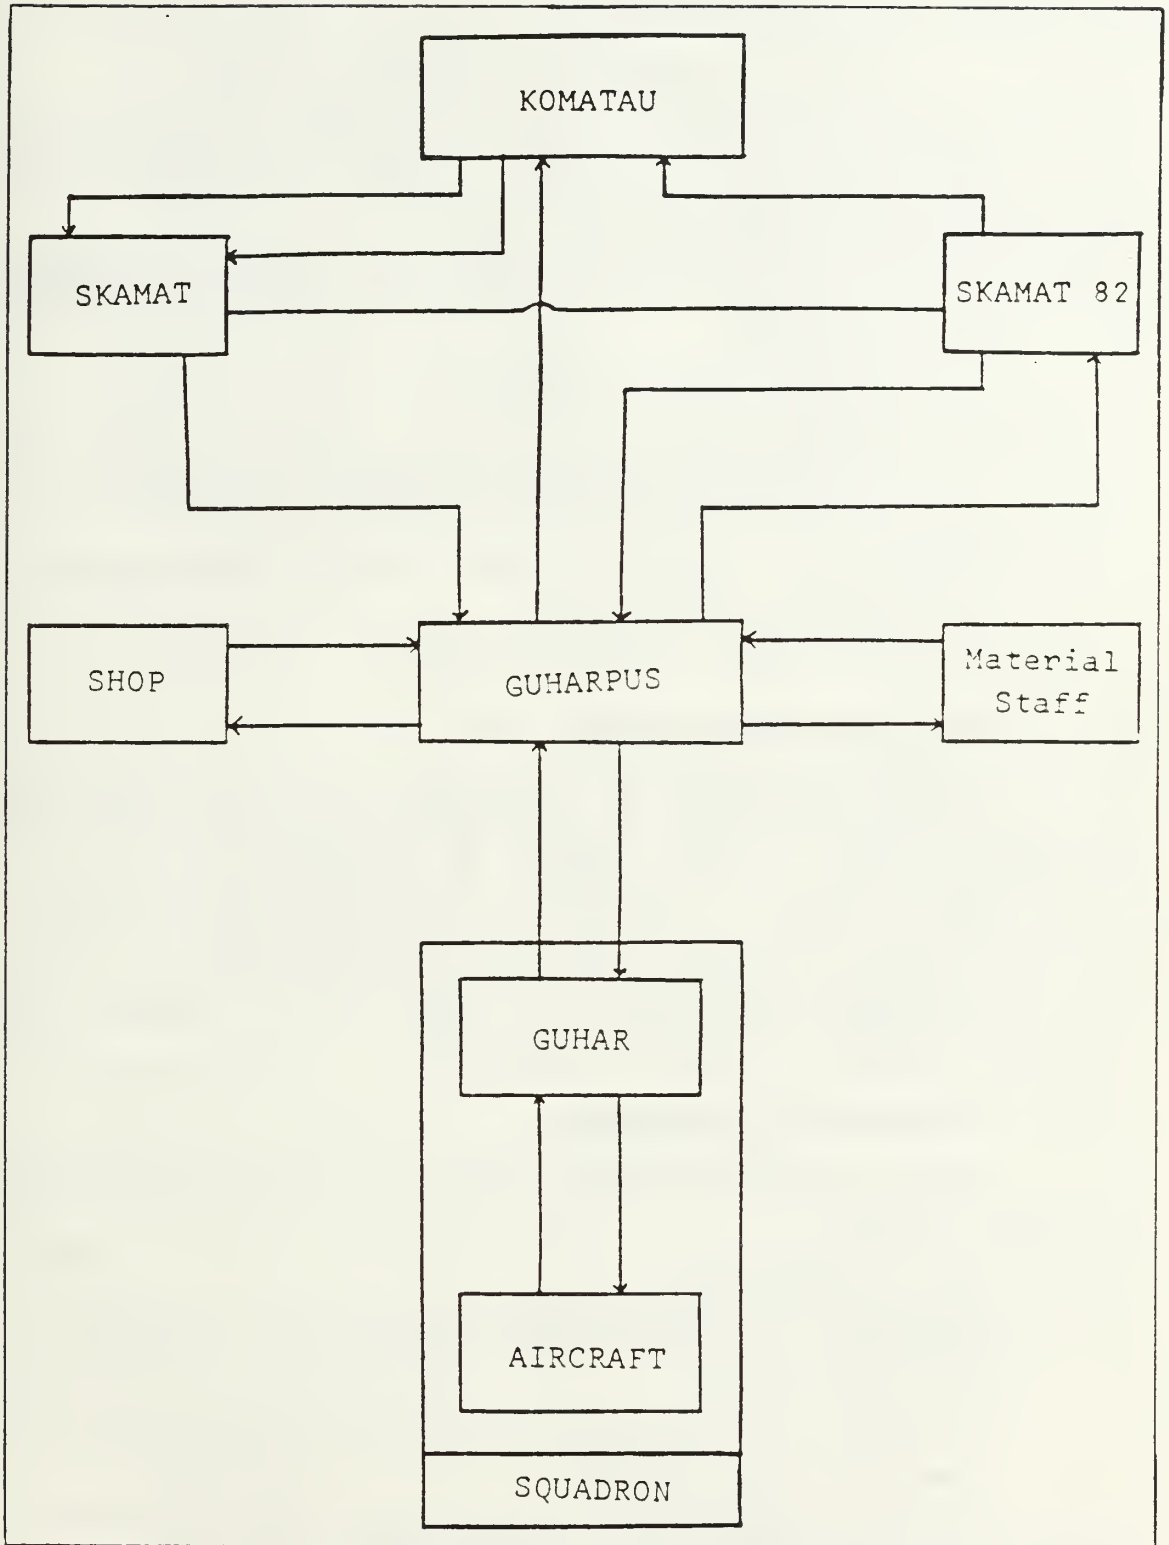 KOMATAU
SKAMAT
SKAMAT 82
SHOP
GUHARPUS
Material
Staff
GUHAR
AIRCRAFT
SQUADRON